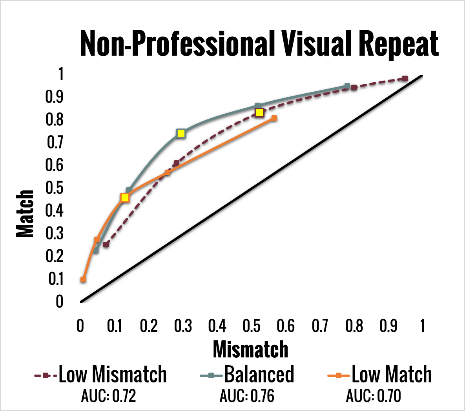 Non-Professional Visual Repeat
1
0.9
0.8
0.7
0.6
0.5
0.4
0.3
0.2
0.1
0
Match
0 0.1 0.2 0.3 0.4 0.5 0.6 0.7 0.8 0.9 1
Mismatch
Low Mismatch Balanced Low Match
AUC: 0.72 AUC: 0.76 AUC: 0.70